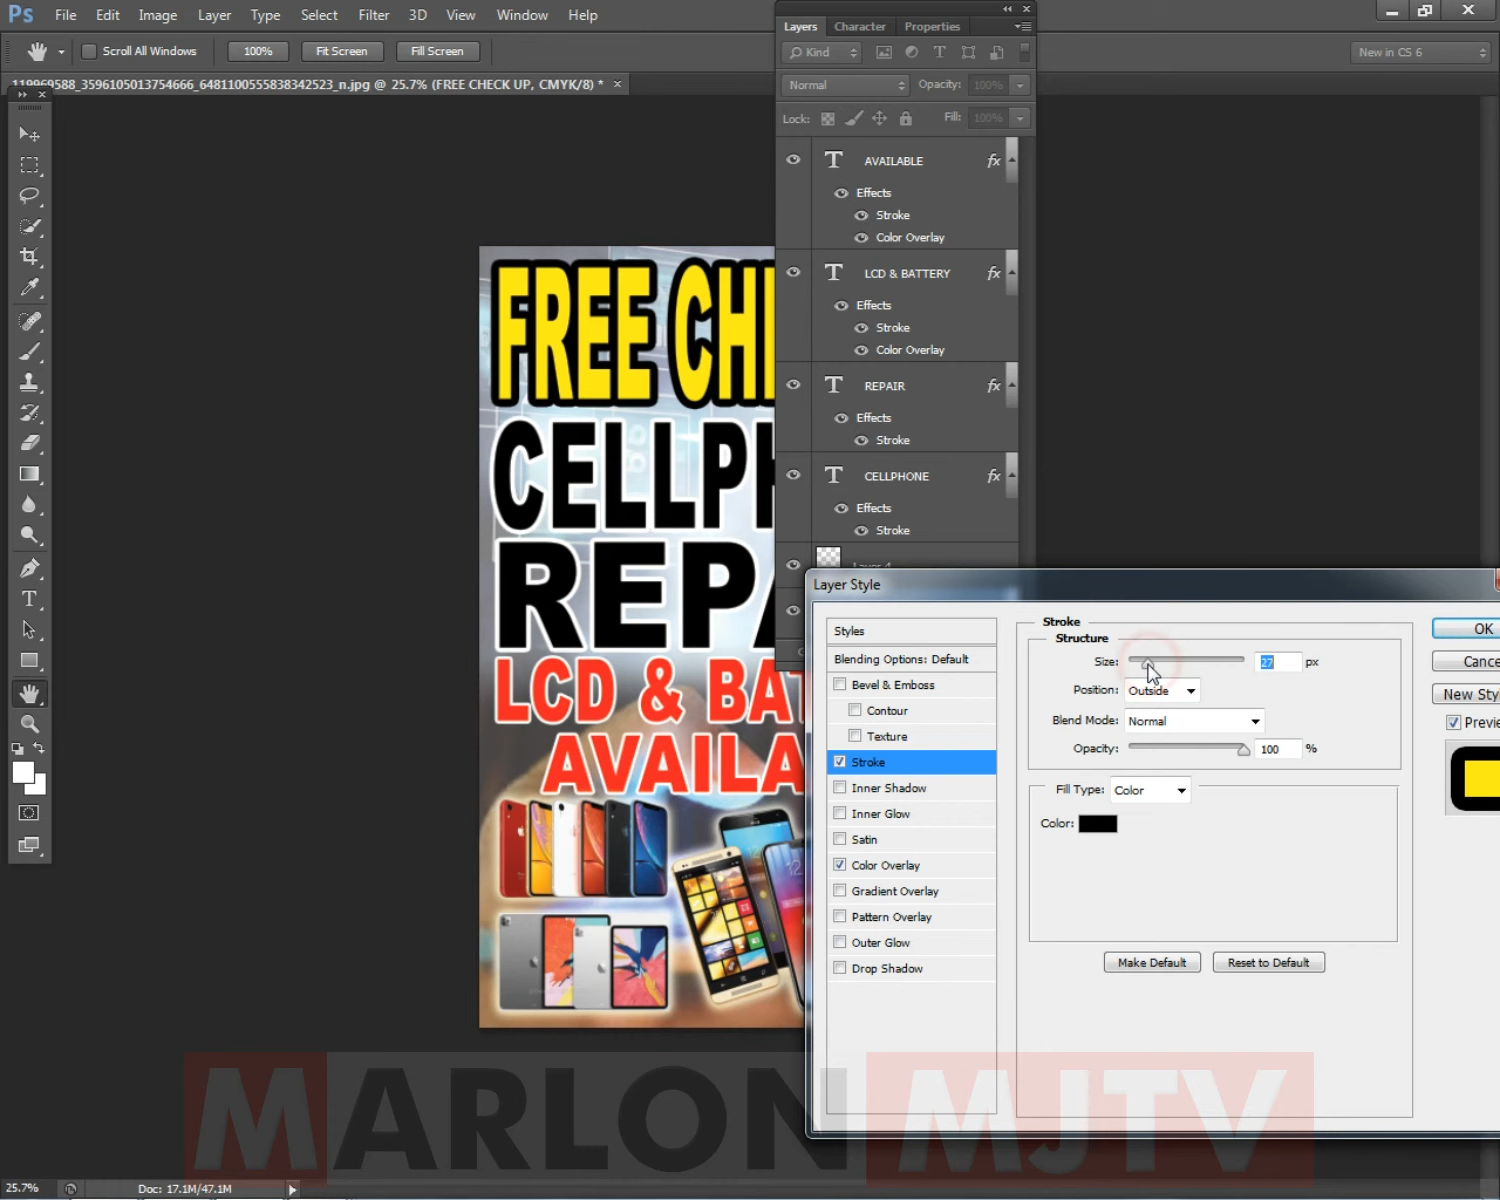 Ps File Edit Image Layer Type Select Filter 3D View Window Help
Scroll All Windows 100% Fit Screen Fill Screen
New in CS 6
119969588_3596105013754666_6481100555838342523_n.jpg @ 25.7% (FREE CHECK UP, CMYK/8) *
Layers Character Properties
Kind
Normal Opacity: 100%
Lock: Fill: 100%
AVAILABLE fx
Effects
Stroke
Color Overlay
LCD & BATTERY fx
Effects
Stroke
Color Overlay
REPAIR fx
Effects
Stroke
CELLPHONE fx
Effects
Stroke
Layer 4
FREE CH
CELLPH
REPA
LCD & BAT
AVAILA
Layer Style
Styles
Blending Options: Default
Bevel & Emboss
Contour
Texture
Stroke
Inner Shadow
Inner Glow
Satin
Color Overlay
Gradient Overlay
Pattern Overlay
Outer Glow
Drop Shadow
Stroke
Structure
Size: 27 px
Position: Outside
Blend Mode: Normal
Opacity: 100 %
Fill Type: Color
Color:
Make Default Reset to Default
OK
Cance
New Sty
Previe
MARLON MJTV
25.7% Doc: 17.1M/47.1M